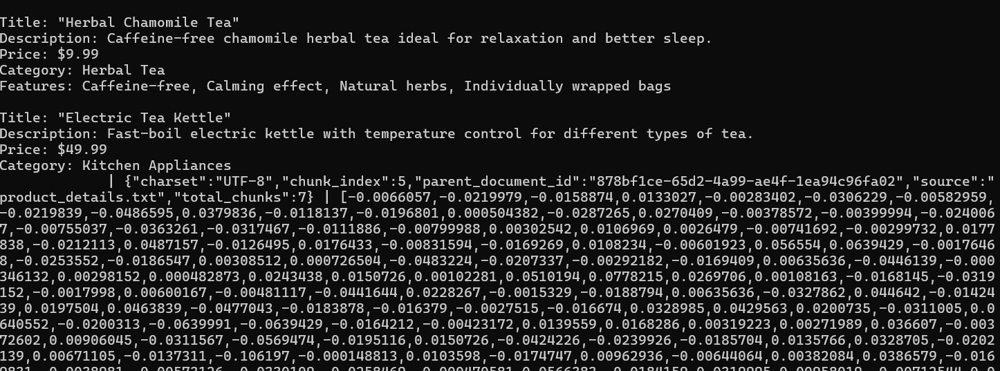 Title: "Herbal Chamomile Tea"
Description: Caffeine-free chamomile herbal tea ideal for relaxation and better sleep.
Price: $9.99
Category: Herbal Tea
Features: Caffeine-free, Calming effect, Natural herbs, Individually wrapped bags
Title: "Electric Tea Kettle"
Description: Fast-boil electric kettle with temperature control for different types of tea.
Price: $49.99
Category: Kitchen Appliances
| {"charset":"UTF-8","chunk_index":5,"parent_document_id":"878bf1ce-65d2-4a99-ae4f-1ea94c96fa02","source":"
product_details.txt","total_chunks":7} | [-0.0066057,-0.0219979,-0.0158874,0.0133027,-0.00283402,-0.0306229,-0.00582959,
-0.0219839,-0.0486595,0.0379836,-0.0118137,-0.0196801,0.000504382,-0.0287265,0.0270409,-0.00378572,-0.00399994,-0.024006
7,-0.00755037,-0.0363261,-0.0317467,-0.0111886,-0.00799988,0.00302542,0.0106969,0.0026479,-0.00741692,-0.00299732,0.0177
838,-0.0212113,0.0487157,-0.0126495,0.0176433,-0.00831594,-0.0169269,0.0108234,-0.00601923,0.056554,0.0639429,-0.0017646
8,-0.0253552,-0.0186547,0.00308512,0.000726504,-0.0483224,-0.0207337,-0.00292182,-0.0169409,0.00635636,-0.0446139,-0.000
346132,0.00298152,0.000482873,0.0243438,0.0150726,0.00102281,0.0510194,0.0778215,0.0269706,0.00108163,-0.0168145,-0.0319
152,-0.0017998,0.00600167,-0.00481117,-0.0441644,0.0228267,-0.0015329,-0.0188794,0.00635636,-0.0327862,0.044642,-0.01424
39,0.0197504,0.0463839,-0.0477043,-0.0183878,-0.016379,-0.0027515,-0.016674,0.0328985,0.0429563,0.0200735,-0.0311005,0.0
640552,-0.0200313,-0.0639991,-0.0639429,-0.0164212,-0.00423172,0.0139559,0.0168286,0.00319223,0.00271989,0.036607,-0.003
72602,0.00906045,-0.0311567,-0.0569474,-0.0195116,0.0150726,-0.0424226,-0.0239926,-0.0185704,0.0135766,0.0328705,-0.0202
139,0.00671105,-0.0137311,-0.106197,-0.000148813,0.0103598,-0.0174747,0.00962936,-0.00644064,0.00382084,0.0386579,-0.016